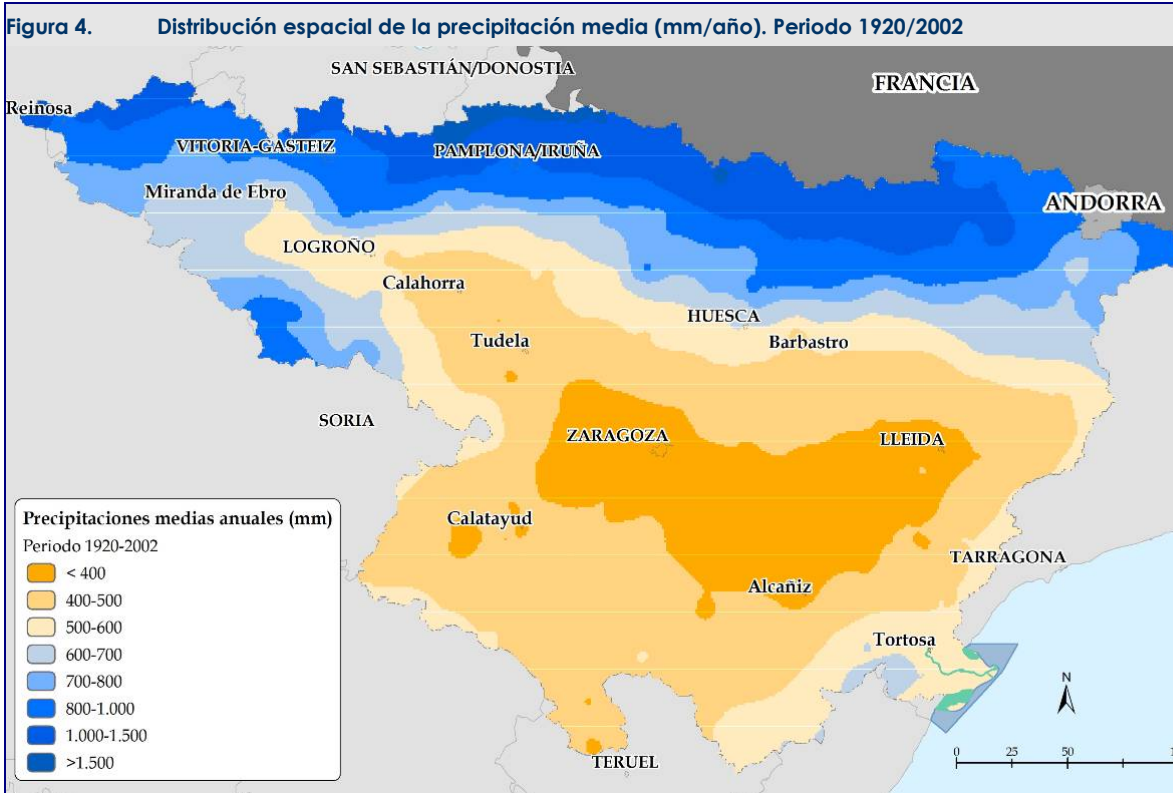 Figura 4. Distribución espacial de la precipitación media (mm/año). Periodo 1920/2002
SAN SEBASTIÁN/DONOSTIA
FRANCIA
Reinosa
VITORIA-GASTEIZ
PAMPLONA/IRUÑA
Miranda de Ebro
ANDORRA
LOGROÑO
Calahorra
HUESCA
Tudela
Barbastro
SORIA
ZARAGOZA
LLEIDA
Calatayud
TARRAGONA
Alcañiz
Tortosa
TERUEL
Precipitaciones medias anuales (mm)
Periodo 1920-2002
< 400
400-500
500-600
600-700
700-800
800-1.000
1.000-1.500
>1.500
N
0 25 50